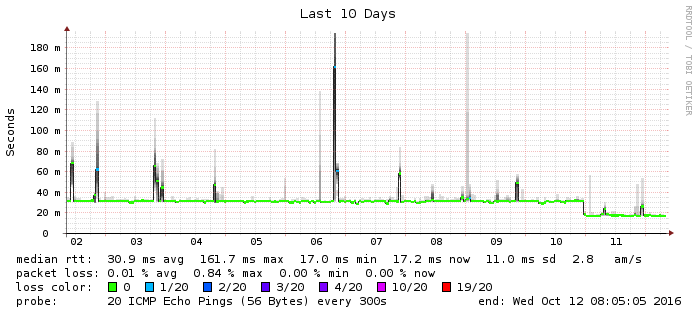 Last 10 Days
RRDTOOL / TOBI OETIKER
Seconds
180 m
160 m
140 m
120 m
100 m
80 m
60 m
40 m
20 m
0
02 03 04 05 06 07 08 09 10 11
median rtt: 30.9 ms avg 161.7 ms max 17.0 ms min 17.2 ms now 11.0 ms sd 2.8 am/s
packet loss: 0.01 % avg 0.84 % max 0.00 % min 0.00 % now
loss color: 0 1/20 2/20 3/20 4/20 10/20 19/20
probe: 20 ICMP Echo Pings (56 Bytes) every 300s end: Wed Oct 12 08:05:05 2016